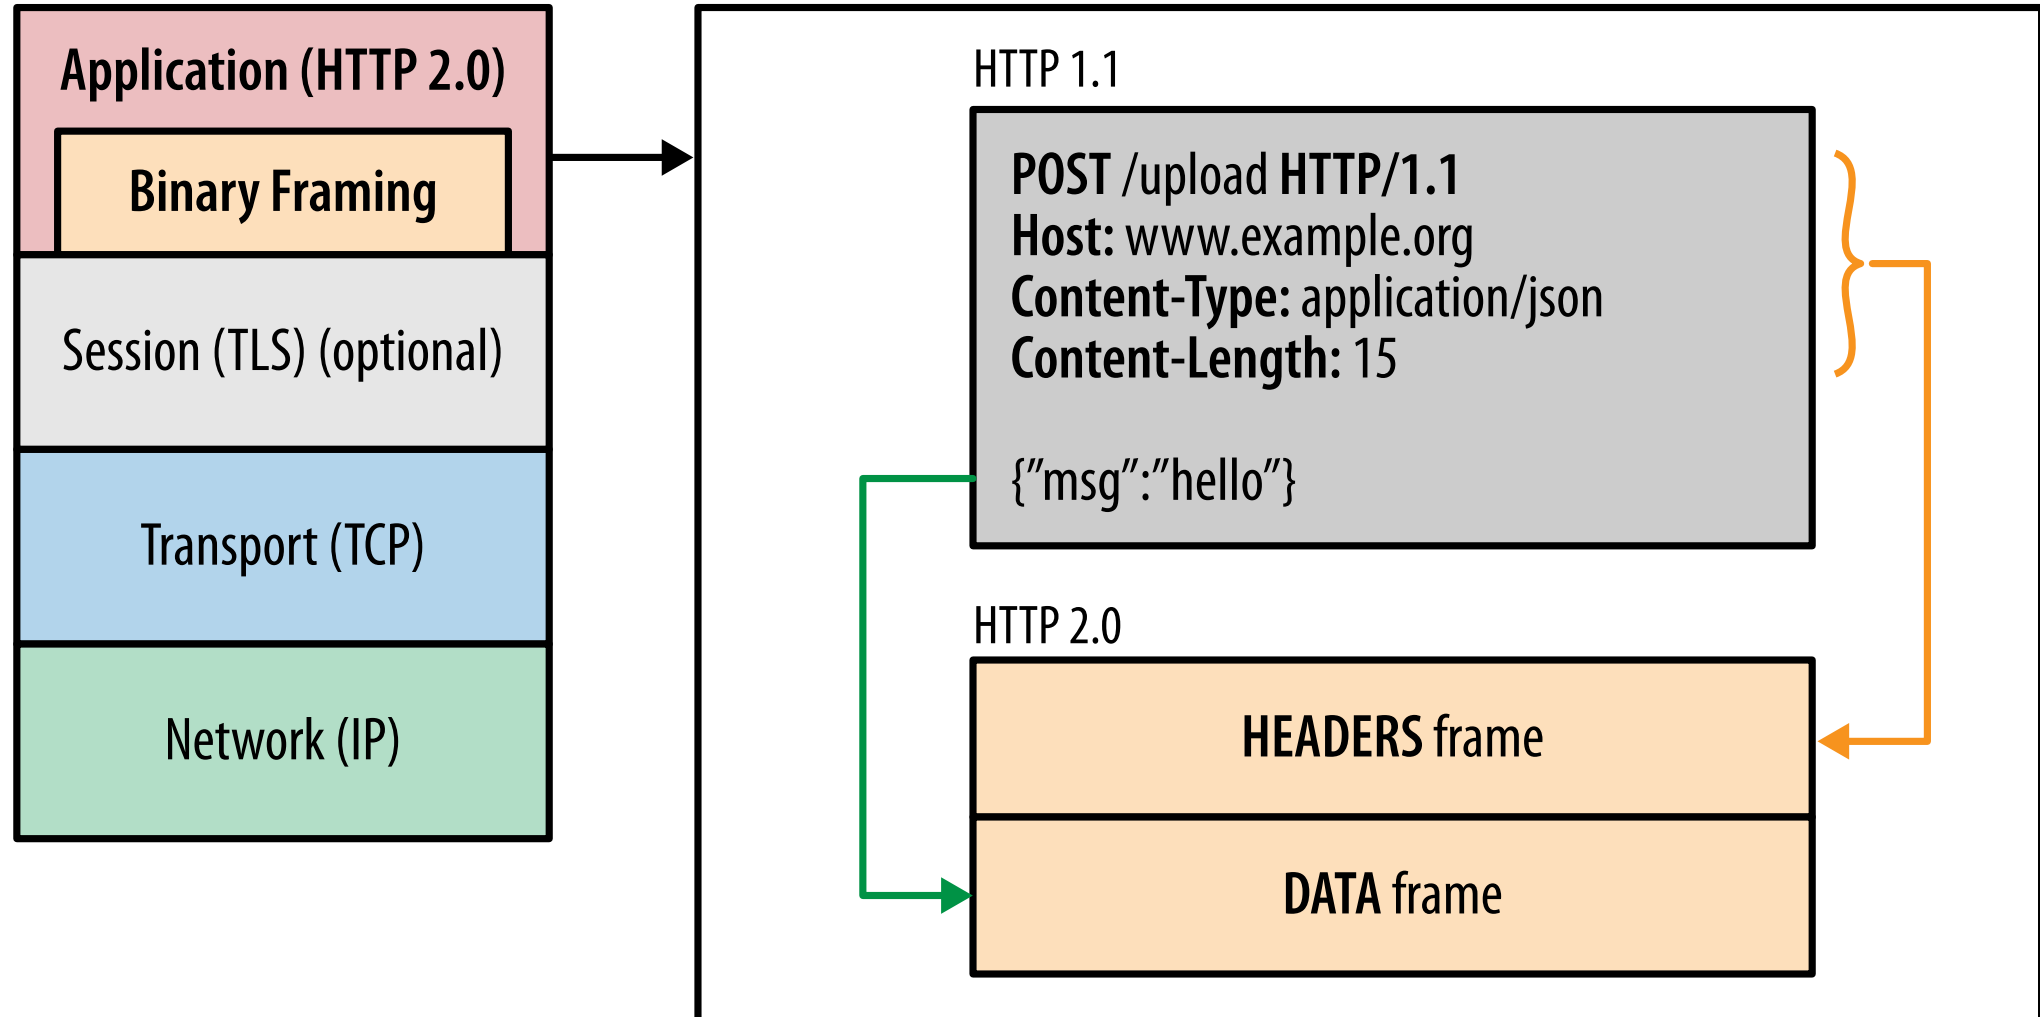 Application (HTTP 2.0)
Binary Framing
Session (TLS) (optional)
Transport (TCP)
Network (IP)
HTTP 1.1
POST /upload HTTP/1.1
Host: www.example.org
Content-Type: application/json
Content-Length: 15
{”msg”:”hello”}
HTTP 2.0
HEADERS frame
DATA frame